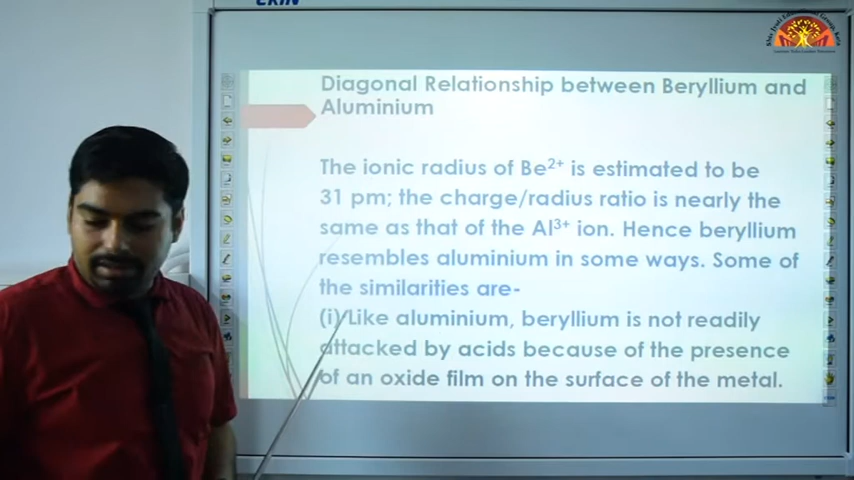 Diagonal Relationship between Beryllium and
Aluminium
The ionic radius of Be²⁺ is estimated to be
31 pm; the charge/radius ratio is nearly the
same as that of the Al³⁺ ion. Hence beryllium
resembles aluminium in some ways. Some of
the similarities are-
(i) Like aluminium, beryllium is not readily
attacked by acids because of the presence
of an oxide film on the surface of the metal.